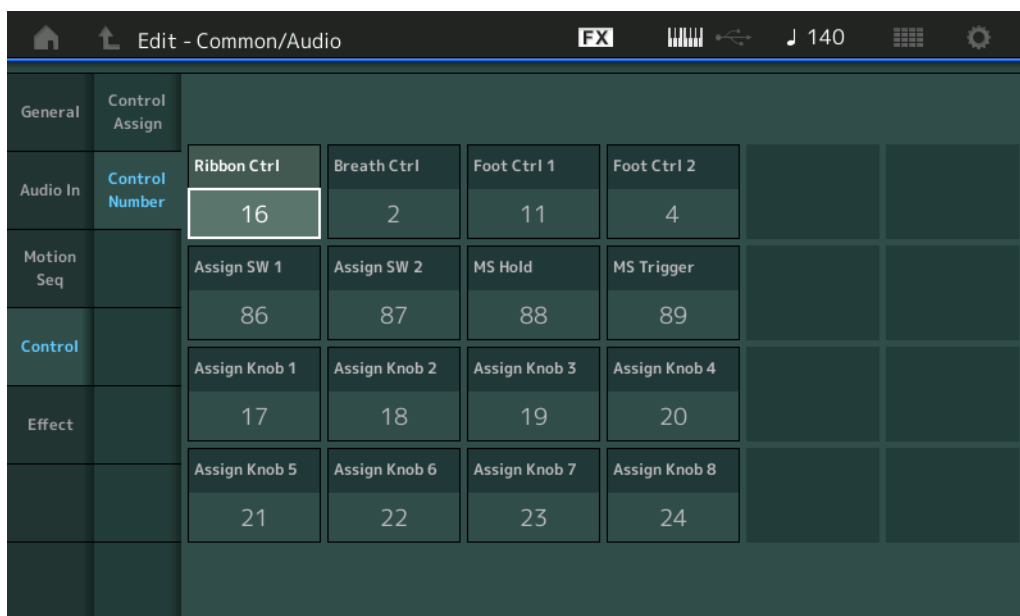 Edit - Common/Audio
FX
♩ 140
General
Audio In
Motion
Seq
Control
Effect
Control
Assign
Control
Number
Ribbon Ctrl
Breath Ctrl
Foot Ctrl 1
Foot Ctrl 2
16
2
11
4
Assign SW 1
Assign SW 2
MS Hold
MS Trigger
86
87
88
89
Assign Knob 1
Assign Knob 2
Assign Knob 3
Assign Knob 4
17
18
19
20
Assign Knob 5
Assign Knob 6
Assign Knob 7
Assign Knob 8
21
22
23
24